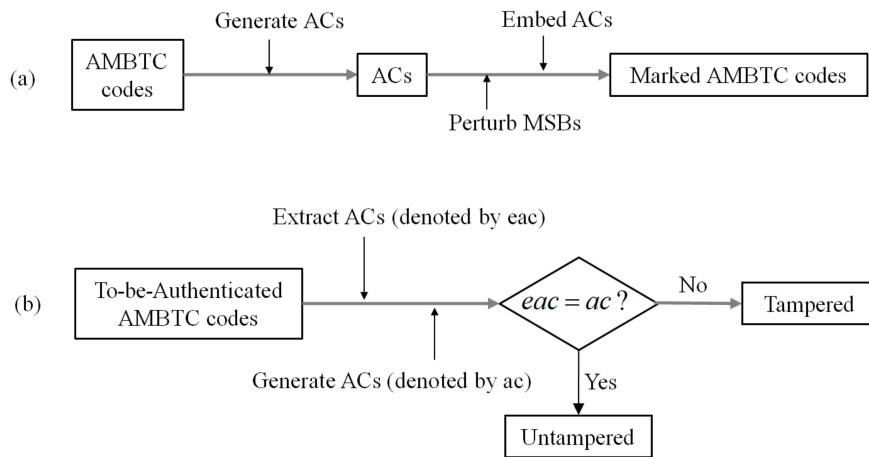 Generate ACs
Embed ACs
(a)
AMBTC
codes
ACs
Marked AMBTC codes
Perturb MSBs
Extract ACs (denoted by eac)
(b)
To-be-Authenticated
AMBTC codes
eac = ac ?
No
Tampered
Generate ACs (denoted by ac)
Yes
Untampered